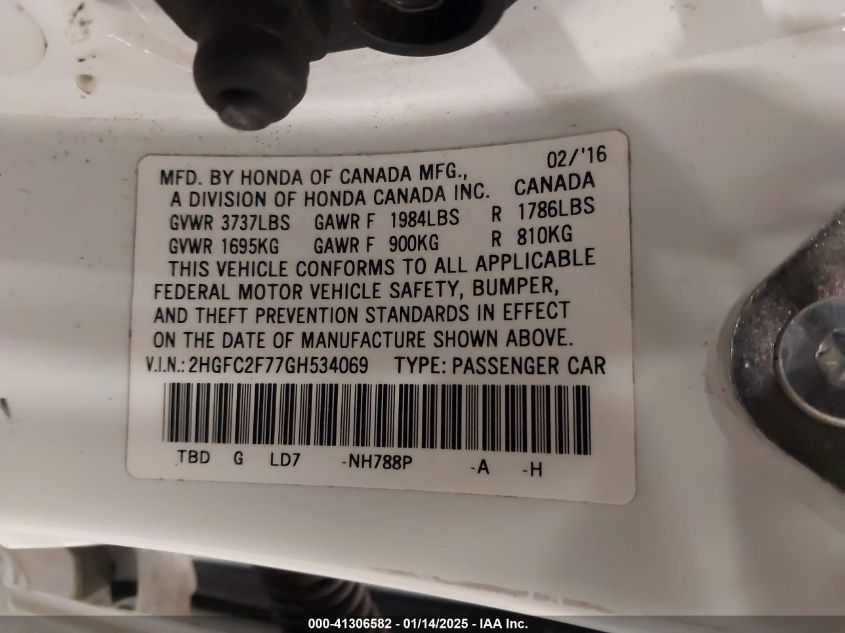 MFD. BY HONDA OF CANADA MFG., 02/'16
A DIVISION OF HONDA CANADA INC. CANADA
GVWR 3737LBS GAWR F 1984LBS R 1786LBS
GVWR 1695KG GAWR F 900KG R 810KG
THIS VEHICLE CONFORMS TO ALL APPLICABLE
FEDERAL MOTOR VEHICLE SAFETY, BUMPER,
AND THEFT PREVENTION STANDARDS IN EFFECT
ON THE DATE OF MANUFACTURE SHOWN ABOVE.
V.I.N.: 2HGFC2F77GH534069 TYPE: PASSENGER CAR
TBD G LD7 -NH788P -A -H
000-41306582 — 01/14/2025 - IAA Inc.